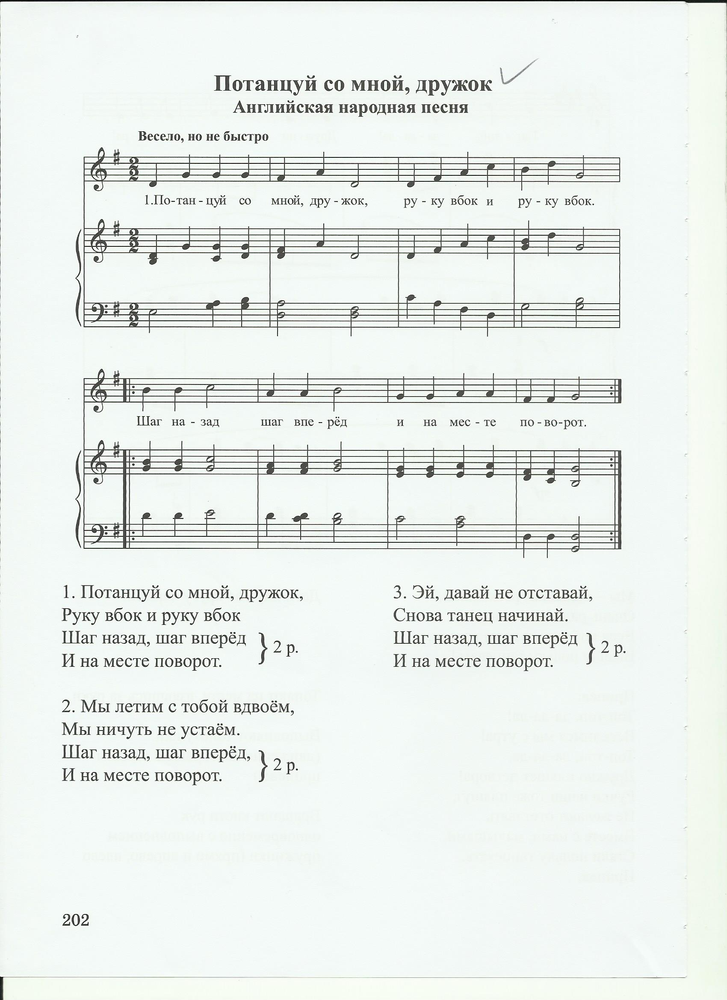 Потанцуй со мной, дружок
Английская народная песня
Весело, но не быстро
1.По-тан - цуй со мной, дру - жок, ру - ку вбок и ру - ку вбок.
Шаг на - зад шаг впе - рёд и на мес - те по - во-рот.
1. Потанцуй со мной, дружок,
Руку вбок и руку вбок
Шаг назад, шаг вперёд
И на месте поворот.
} 2 р.
2. Мы летим с тобой вдвоём,
Мы ничуть не устаём.
Шаг назад, шаг вперёд,
И на месте поворот.
} 2 р.
3. Эй, давай не отставай,
Снова танец начинай.
Шаг назад, шаг вперёд
И на месте поворот.
} 2 р.
202